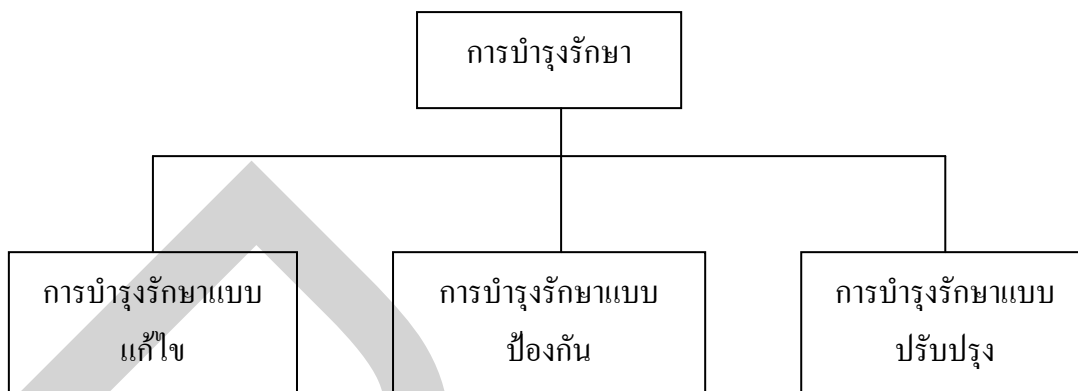 การบำรุงรักษา
การบำรุงรักษาแบบ
แก้ไข
การบำรุงรักษาแบบ
ป้องกัน
การบำรุงรักษาแบบ
ปรับปรุง